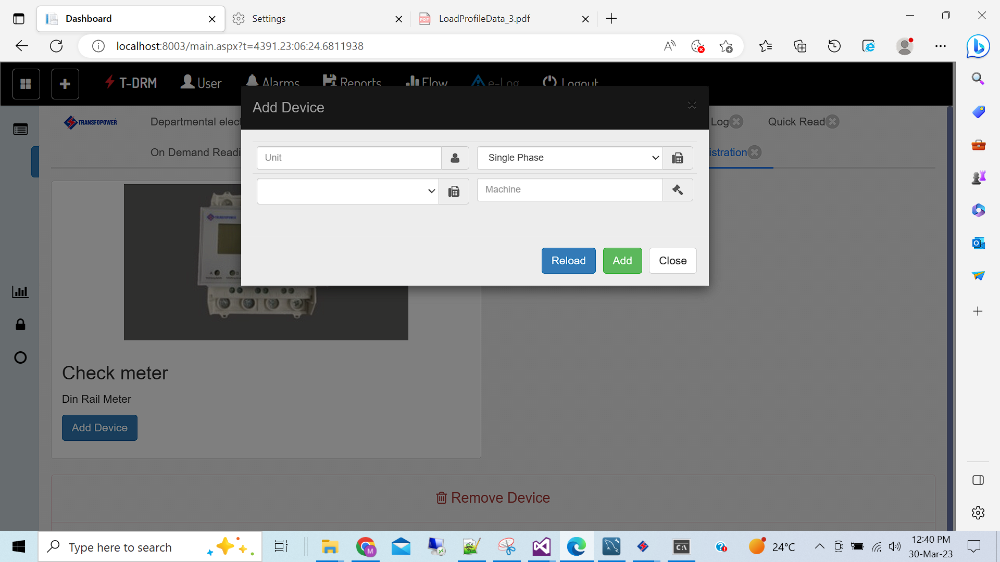 Dashboard
Settings
LoadProfileData_3.pdf
localhost:8003/main.aspx?t=4391.23:06:24.6811938
T-DRM
User
Alarms
Reports
Flow
e-Log
Logout
Add Device
TRANSFOPOWER
Departmental elect
Log
Quick Read
On Demand Readi
istration
Unit
Single Phase
Machine
Reload
Add
Close
Check meter
Din Rail Meter
Add Device
Remove Device
Type here to search
24°C
12:40 PM
30-Mar-23